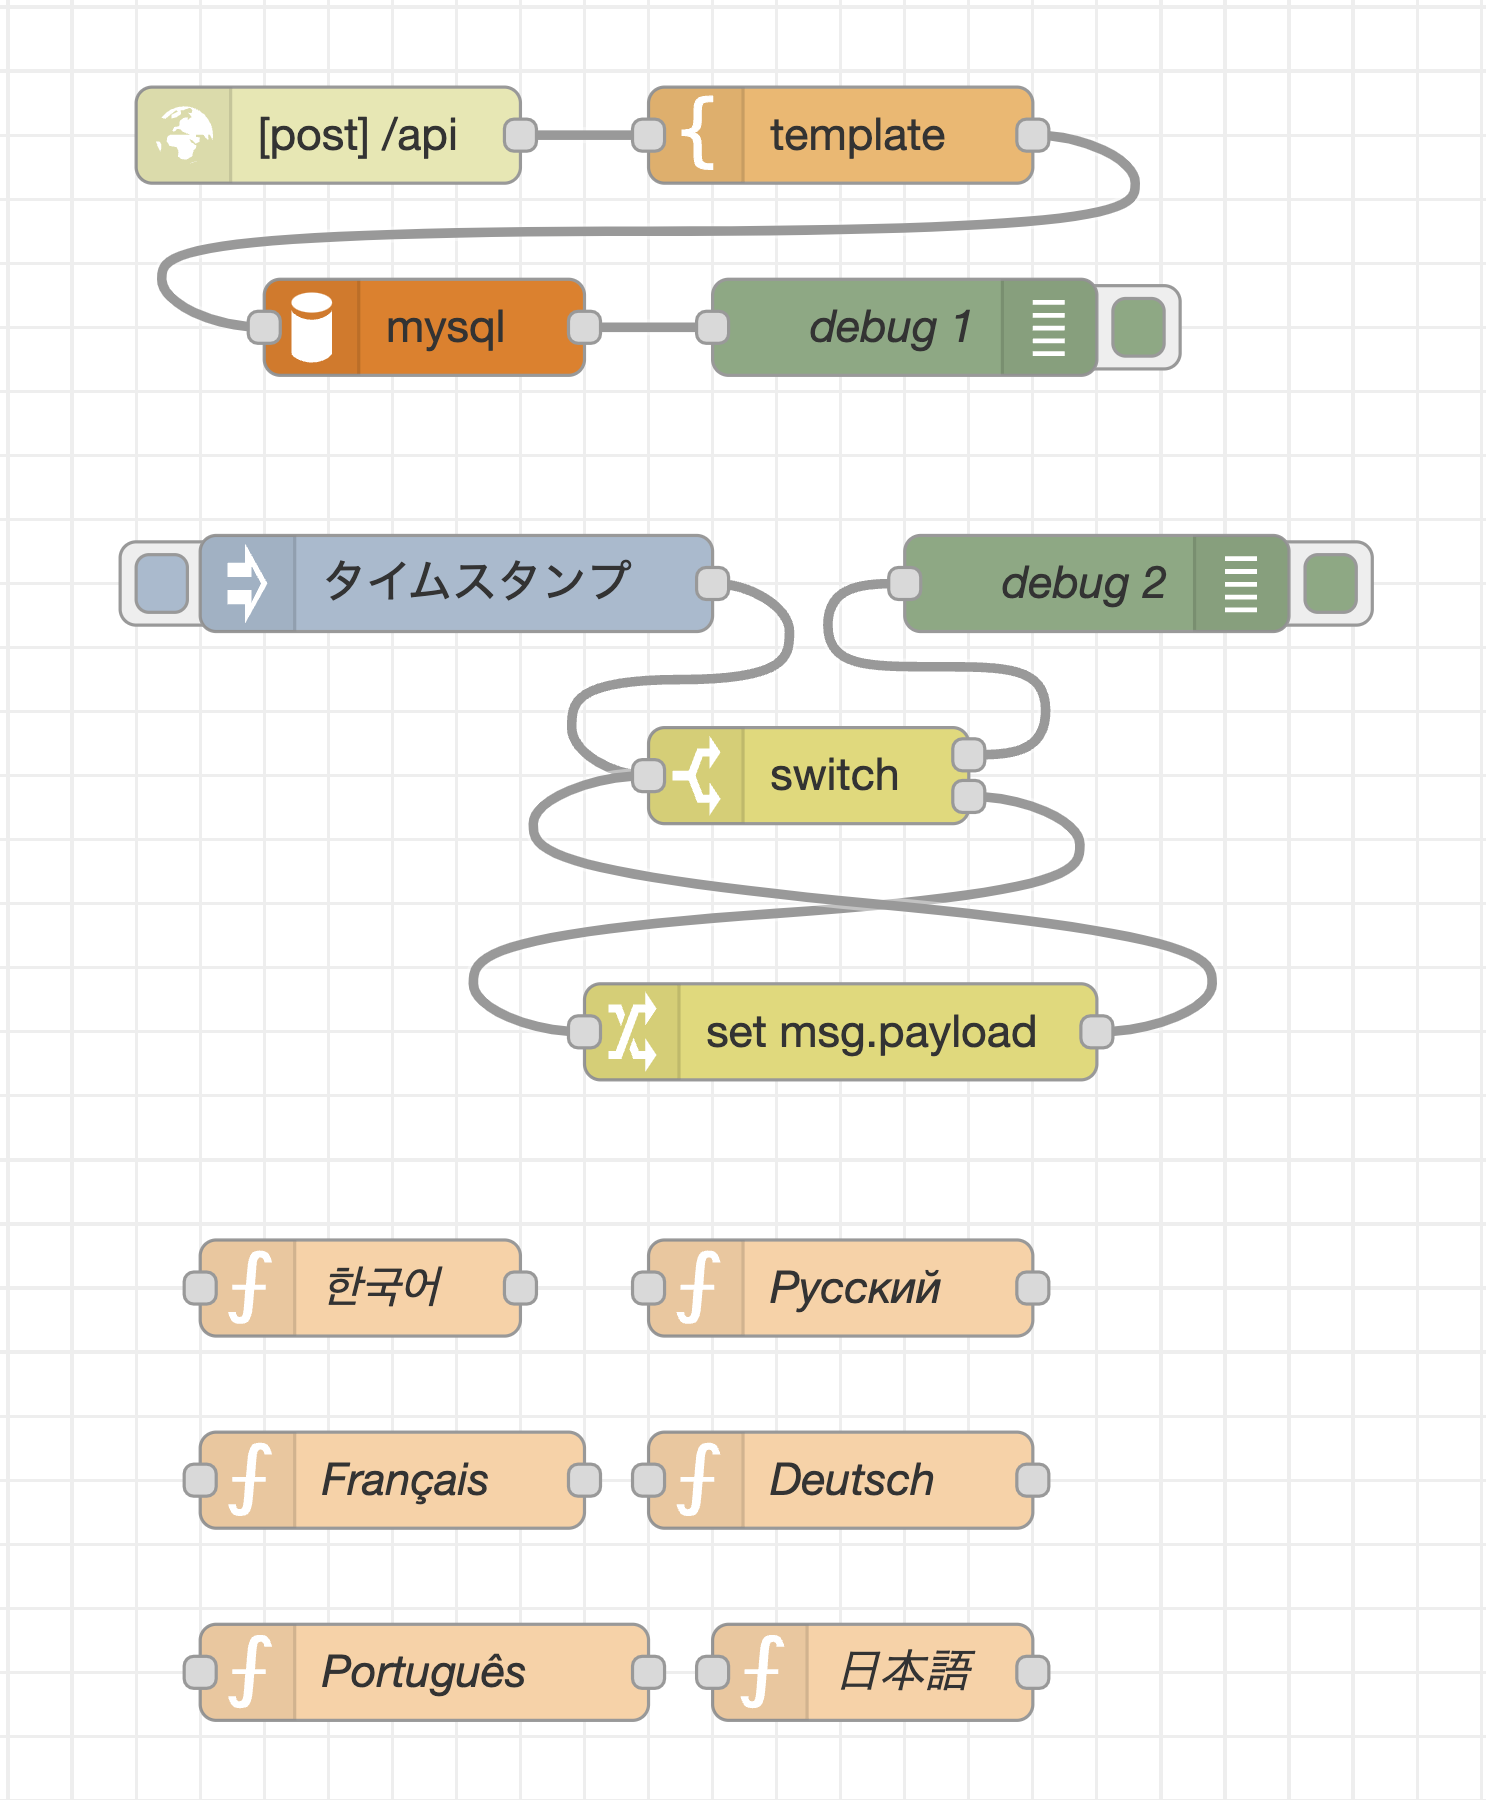 [post] /api
template
mysql
debug 1
タイムスタンプ
debug 2
switch
set msg.payload
한국어
Русский
Français
Deutsch
Português
日本語